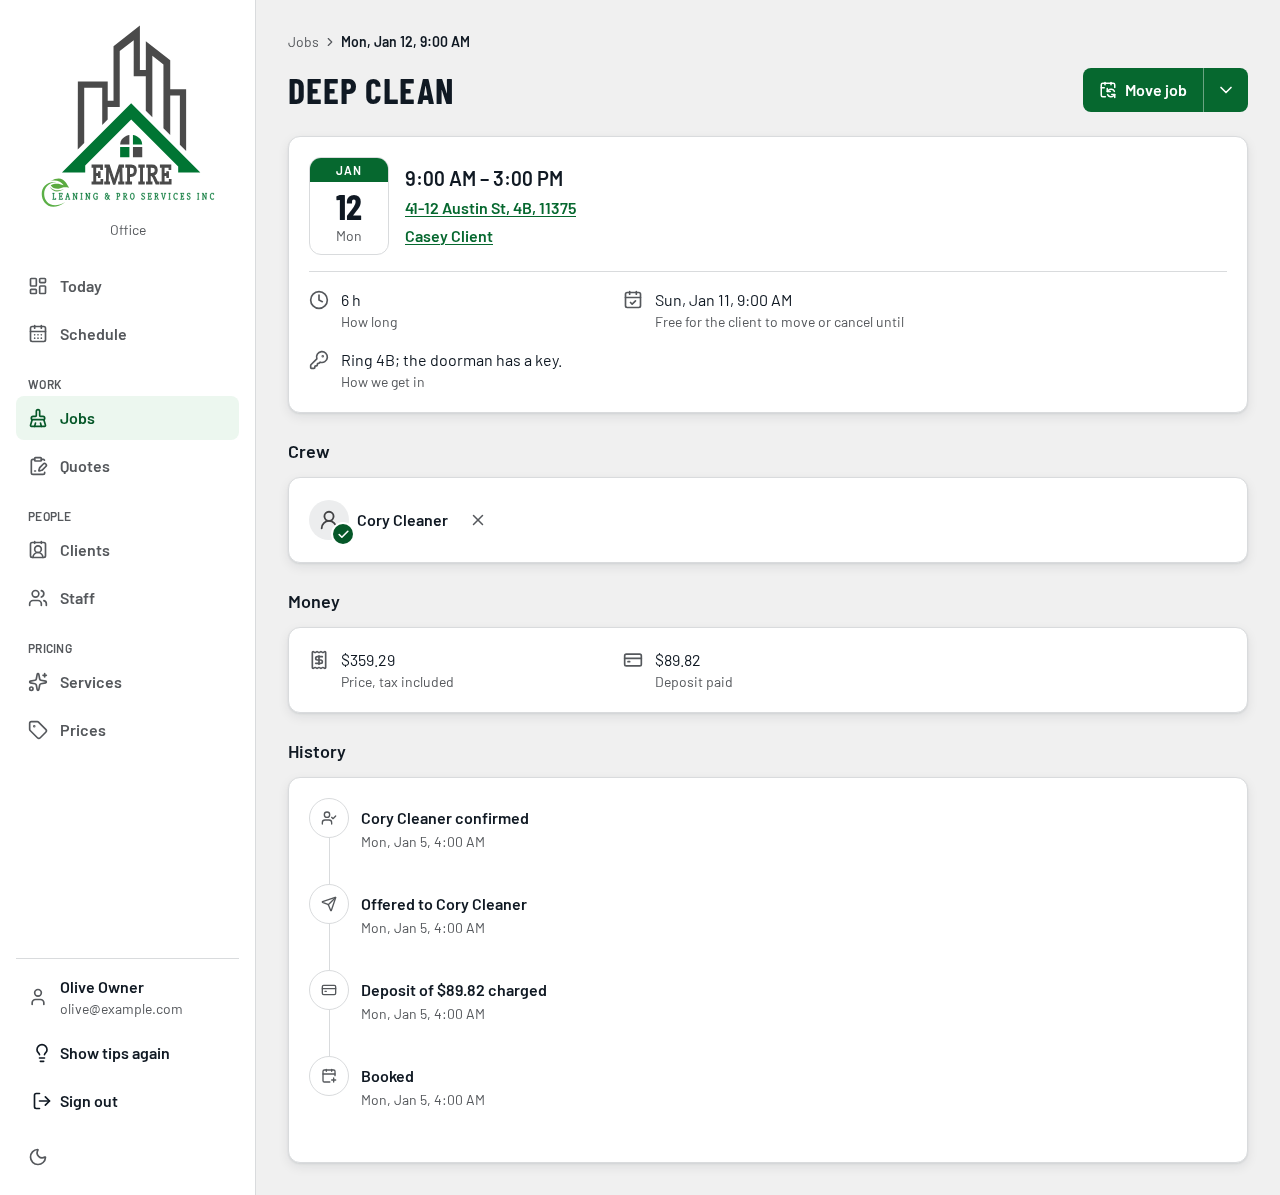 EMPIRE
LEANING & PRO SERVICES INC
Office
Today
Schedule
WORK
Jobs
Quotes
PEOPLE
Clients
Staff
PRICING
Services
Prices
Olive Owner
olive@example.com
Show tips again
Sign out
Jobs > Mon, Jan 12, 9:00 AM
DEEP CLEAN
Move job
JAN
12
Mon
9:00 AM – 3:00 PM
41-12 Austin St, 4B, 11375
Casey Client
6 h
How long
Sun, Jan 11, 9:00 AM
Free for the client to move or cancel until
Ring 4B; the doorman has a key.
How we get in
Crew
Cory Cleaner
Money
$359.29
Price, tax included
$89.82
Deposit paid
History
Cory Cleaner confirmed
Mon, Jan 5, 4:00 AM
Offered to Cory Cleaner
Mon, Jan 5, 4:00 AM
Deposit of $89.82 charged
Mon, Jan 5, 4:00 AM
Booked
Mon, Jan 5, 4:00 AM